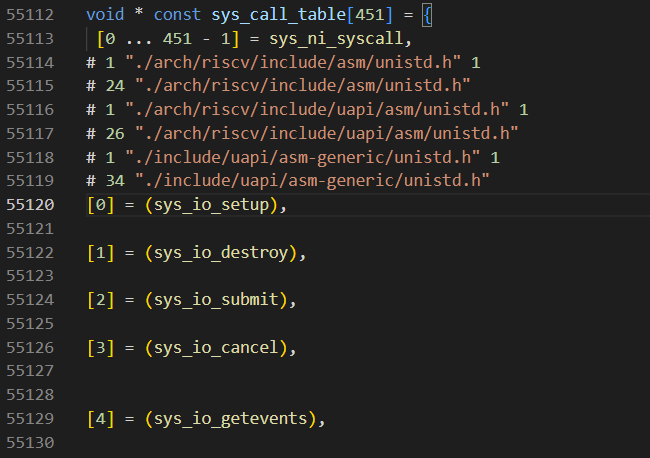 55112 void * const sys_call_table[451] = {
55113 [0 ... 451 - 1] = sys_ni_syscall,
55114 # 1 "./arch/riscv/include/asm/unistd.h" 1
55115 # 24 "./arch/riscv/include/asm/unistd.h"
55116 # 1 "./arch/riscv/include/uapi/asm/unistd.h" 1
55117 # 26 "./arch/riscv/include/uapi/asm/unistd.h"
55118 # 1 "./include/uapi/asm-generic/unistd.h" 1
55119 # 34 "./include/uapi/asm-generic/unistd.h"
55120 [0] = (sys_io_setup),
55121
55122 [1] = (sys_io_destroy),
55123
55124 [2] = (sys_io_submit),
55125
55126 [3] = (sys_io_cancel),
55127
55128
55129 [4] = (sys_io_getevents),
55130